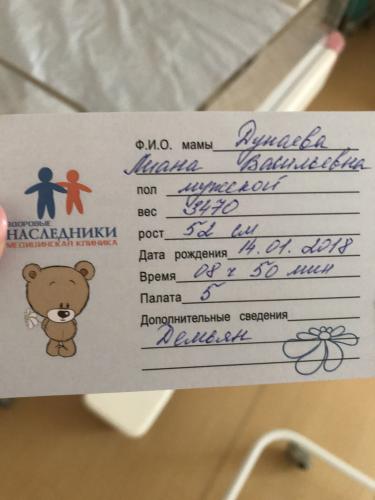 ЗДОРОВЫЕ
НАСЛЕДНИКИ
МЕДИЦИНСКАЯ КЛИНИКА
Ф.И.О. мамы Дунаева
Лиана Васильевна
пол мужской
вес 3470
рост 52 см
Дата рождения 14.01.2018
Время 08 ч 50 мин
Палата 5
Дополнительные сведения
Демьян